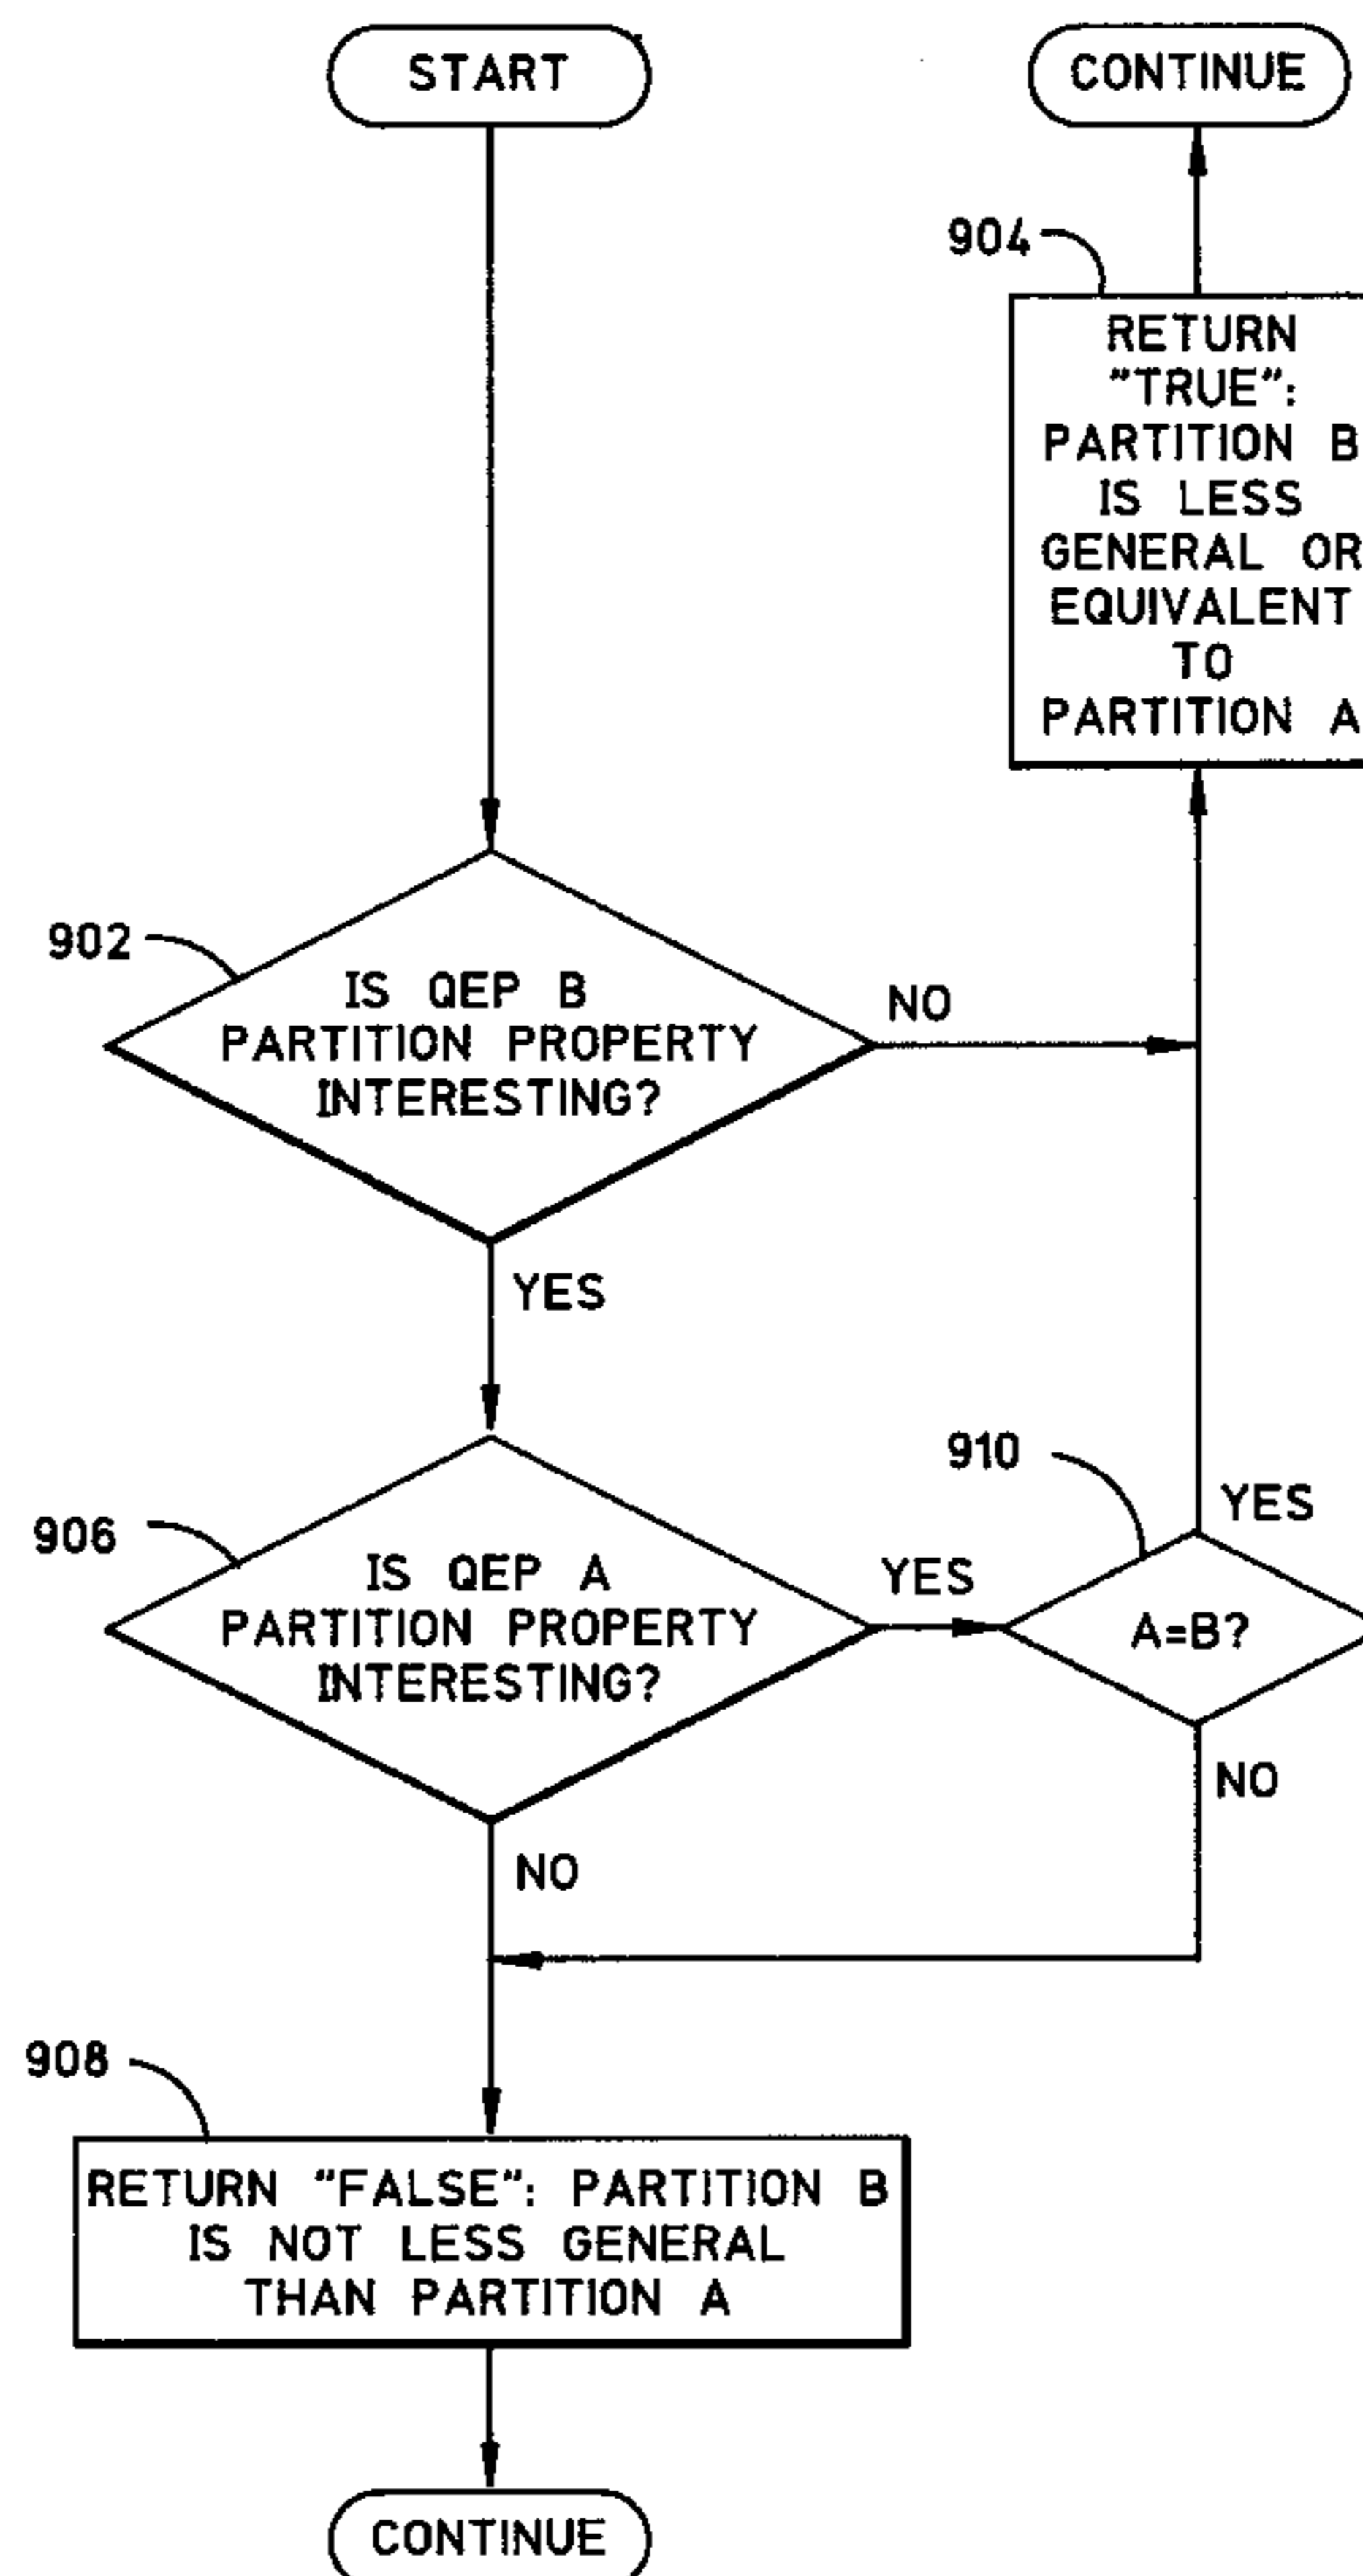 START
CONTINUE
904
RETURN
"TRUE":
PARTITION B
IS LESS
GENERAL OR
EQUIVALENT
TO
PARTITION A
902
IS QEP B
PARTITION PROPERTY
INTERESTING?
NO
YES
906
IS QEP A
PARTITION PROPERTY
INTERESTING?
YES
910
YES
A=B?
NO
NO
908
RETURN "FALSE": PARTITION B
IS NOT LESS GENERAL
THAN PARTITION A
CONTINUE